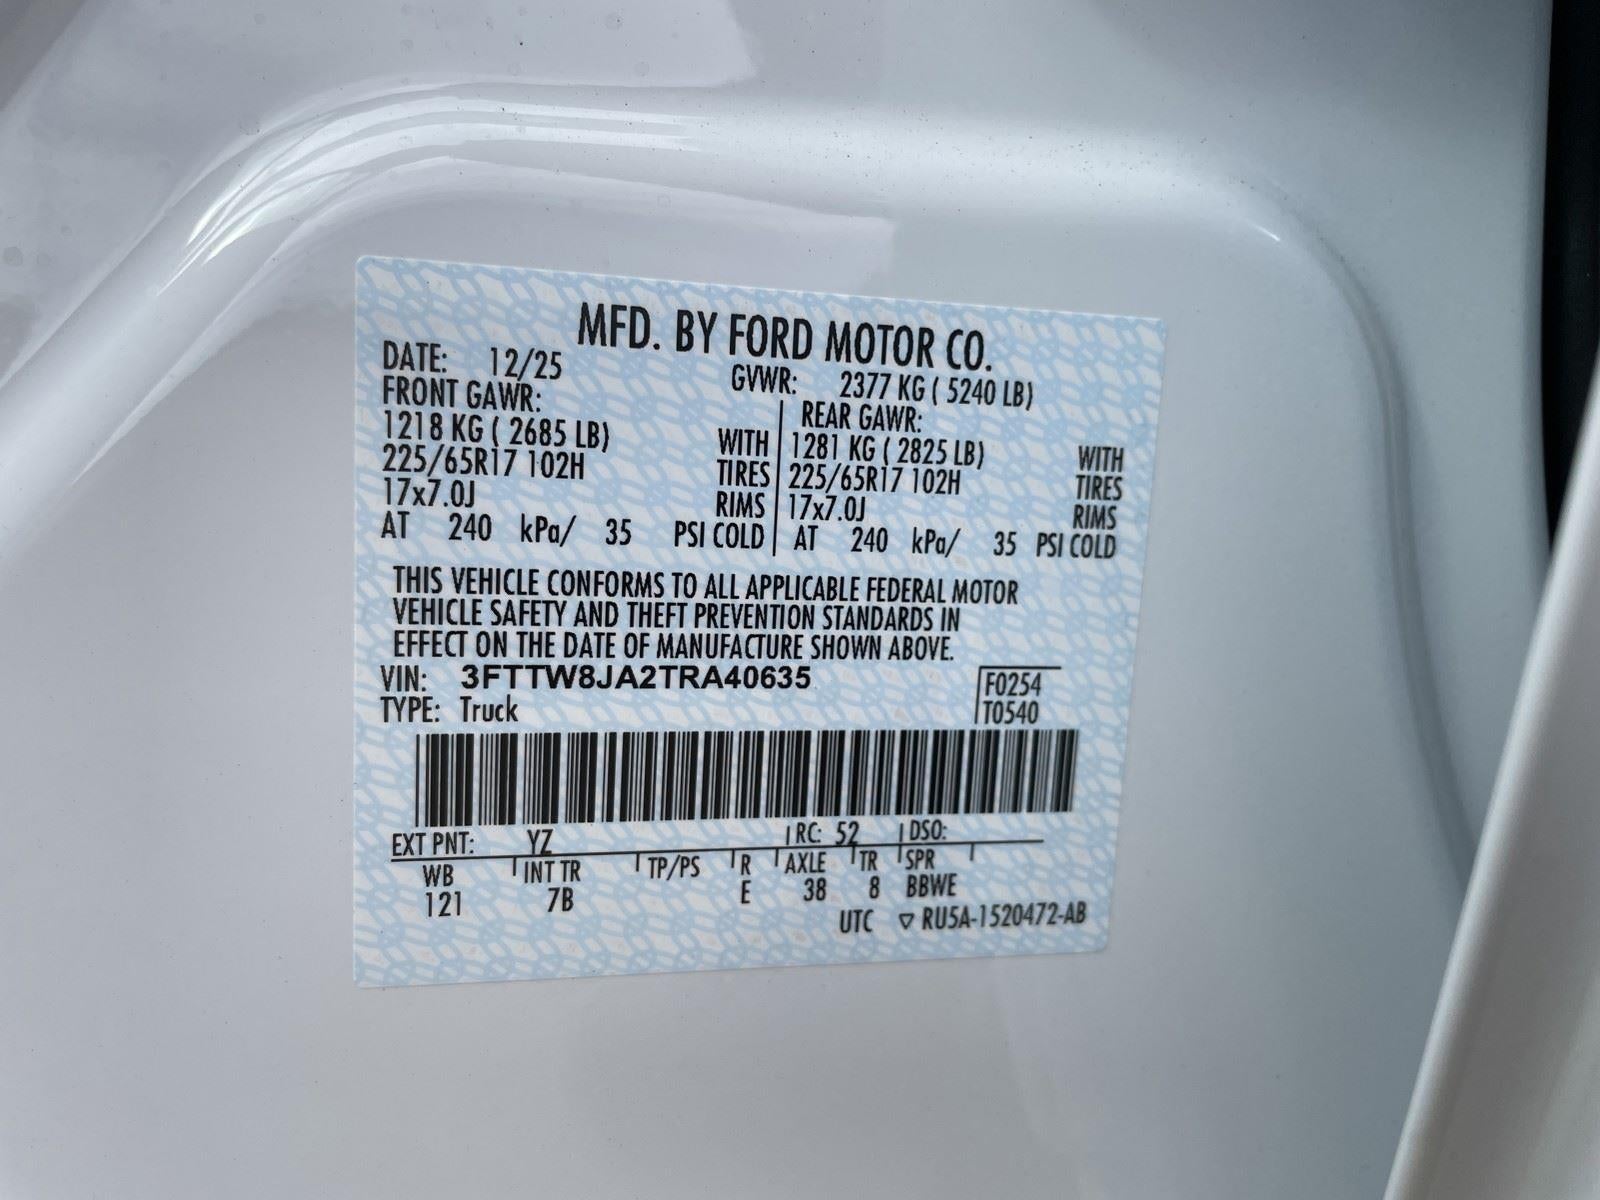 MFD. BY FORD MOTOR CO.
DATE: 12/25 GVWR: 2377 KG ( 5240 LB)
FRONT GAWR: REAR GAWR:
1218 KG ( 2685 LB) WITH 1281 KG ( 2825 LB) WITH
225/65R17 102H TIRES 225/65R17 102H TIRES
17x7.0J RIMS 17x7.0J RIMS
AT 240 kPa/ 35 PSI COLD AT 240 kPa/ 35 PSI COLD
THIS VEHICLE CONFORMS TO ALL APPLICABLE FEDERAL MOTOR
VEHICLE SAFETY AND THEFT PREVENTION STANDARDS IN
EFFECT ON THE DATE OF MANUFACTURE SHOWN ABOVE.
VIN: 3FTTW8JA2TRA40635 F0254
TYPE: Truck T0540
EXT PNT: YZ RC: 52 DSO:
WB INT TR TP/PS R AXLE TR SPR
121 7B E 38 8 BBWE
UTC ▽ RU5A-1520472-AB